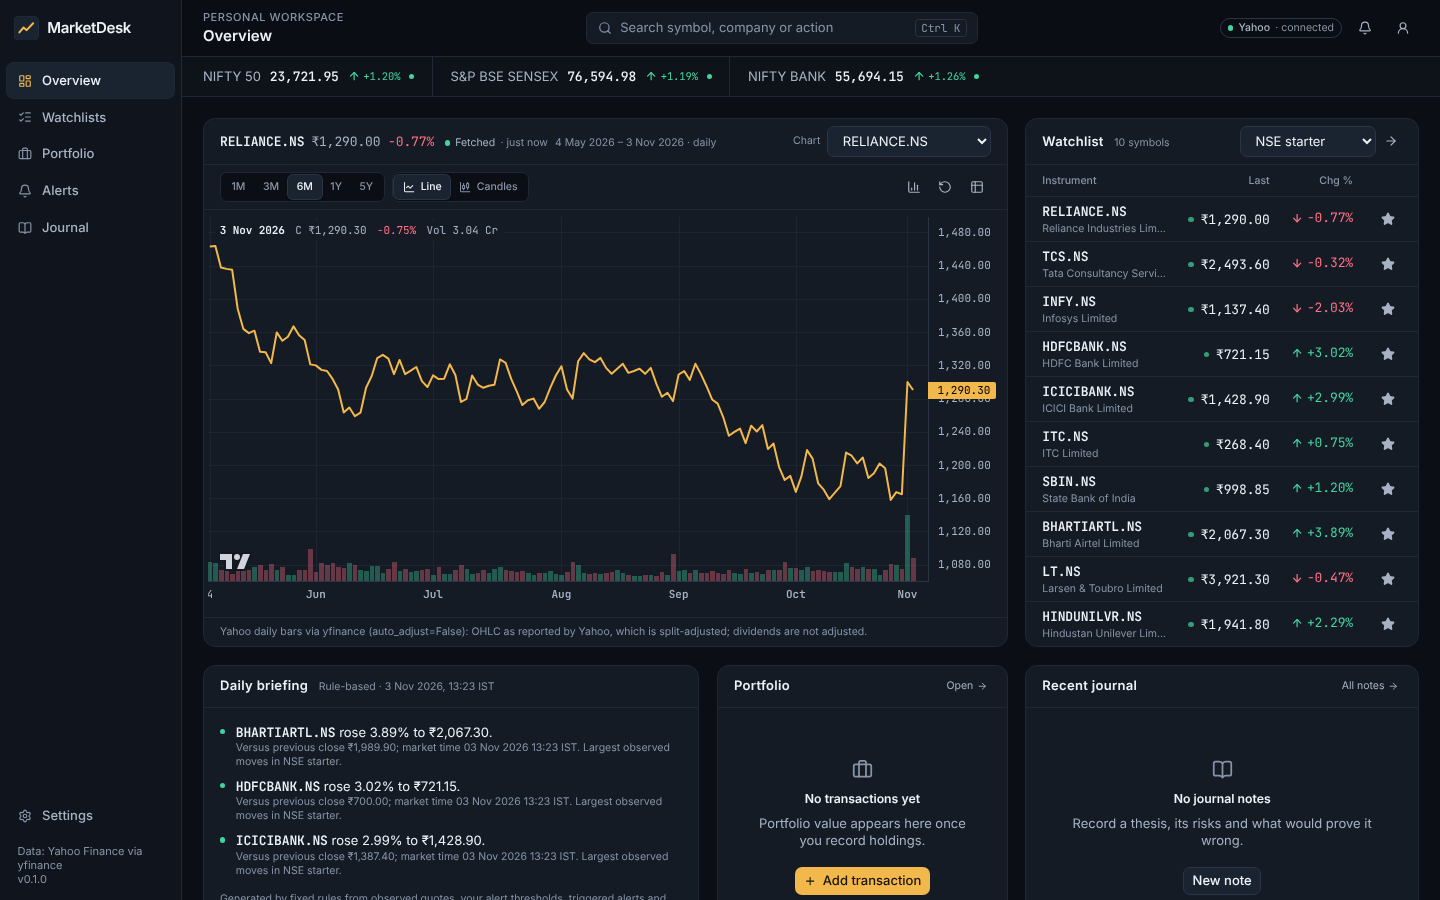 MarketDesk
Overview
Watchlists
Portfolio
Alerts
Journal
Settings
Data: Yahoo Finance via
yfinance
v0.1.0
PERSONAL WORKSPACE
Overview
Search symbol, company or action
Ctrl K
Yahoo · connected
NIFTY 50 23,721.95 ↑ +1.20%
S&P BSE SENSEX 76,594.98 ↑ +1.19%
NIFTY BANK 55,694.15 ↑ +1.26%
RELIANCE.NS ₹1,290.00 -0.77% Fetched · just now 4 May 2026 – 3 Nov 2026 · daily
Chart RELIANCE.NS
1M 3M 6M 1Y 5Y Line Candles
3 Nov 2026 C ₹1,290.30 -0.75% Vol 3.04 Cr
1,480.00
1,440.00
1,400.00
1,360.00
1,320.00
1,290.30
1,240.00
1,200.00
1,160.00
1,120.00
1,080.00
4 Jun Jul Aug Sep Oct Nov
Yahoo daily bars via yfinance (auto_adjust=False): OHLC as reported by Yahoo, which is split-adjusted; dividends are not adjusted.
Watchlist 10 symbols NSE starter
Instrument Last Chg %
RELIANCE.NS ₹1,290.00 ↓ -0.77%
Reliance Industries Lim...
TCS.NS ₹2,493.60 ↓ -0.32%
Tata Consultancy Servi...
INFY.NS ₹1,137.40 ↓ -2.03%
Infosys Limited
HDFCBANK.NS ₹721.15 ↑ +3.02%
HDFC Bank Limited
ICICIBANK.NS ₹1,428.90 ↑ +2.99%
ICICI Bank Limited
ITC.NS ₹268.40 ↑ +0.75%
ITC Limited
SBIN.NS ₹998.85 ↑ +1.20%
State Bank of India
BHARTIARTL.NS ₹2,067.30 ↑ +3.89%
Bharti Airtel Limited
LT.NS ₹3,921.30 ↓ -0.47%
Larsen & Toubro Limited
HINDUNILVR.NS ₹1,941.80 ↑ +2.29%
Hindustan Unilever Lim...
Daily briefing Rule-based · 3 Nov 2026, 13:23 IST
BHARTIARTL.NS rose 3.89% to ₹2,067.30.
Versus previous close ₹1,989.90; market time 03 Nov 2026 13:23 IST. Largest observed
moves in NSE starter.
HDFCBANK.NS rose 3.02% to ₹721.15.
Versus previous close ₹700.00; market time 03 Nov 2026 13:23 IST. Largest observed
moves in NSE starter.
ICICIBANK.NS rose 2.99% to ₹1,428.90.
Versus previous close ₹1,387.40; market time 03 Nov 2026 13:23 IST. Largest observed
moves in NSE starter.
Generated by fixed rules from observed quotes, your alert thresholds, triggered alerts and
Portfolio Open →
No transactions yet
Portfolio value appears here once
you record holdings.
+ Add transaction
Recent journal All notes →
No journal notes
Record a thesis, its risks and what would prove it
wrong.
New note